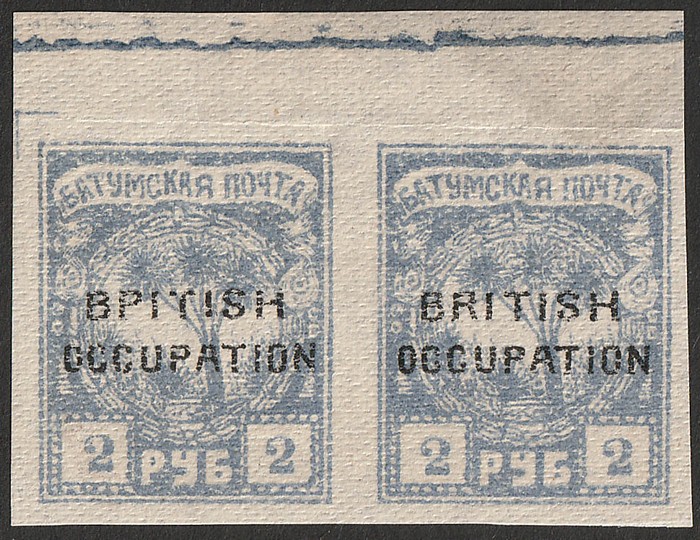 БАТУМСКАЯ ПОЧТА
BPITISH
OCCUPATION
2 РУБ 2
БАТУМСКАЯ ПОЧТА
BRITISH
OCCUPATION
2 РУБ 2